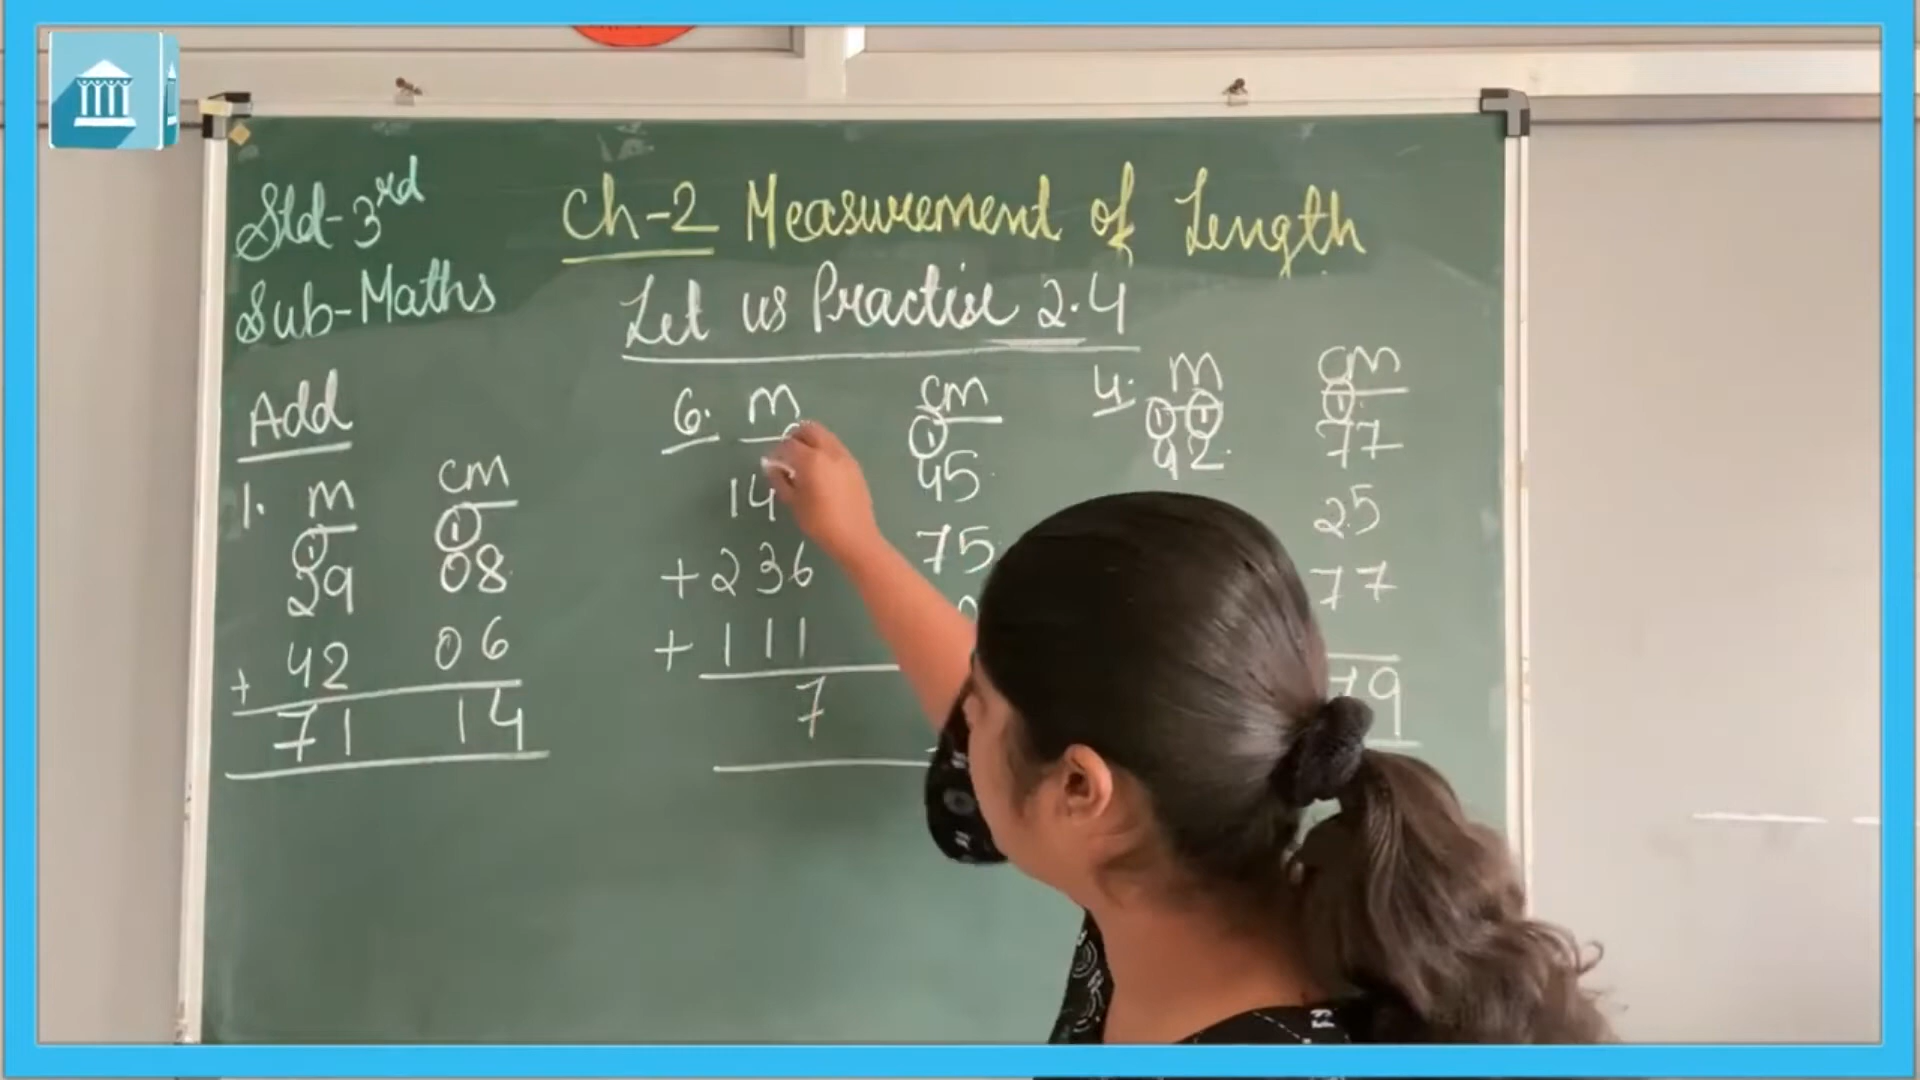 Std-3rd
Sub-Maths
Ch-2 Measurement of Length
Let us Practise 2.4
Add
1. m cm
1 1
29 08
+ 42 06
71 14
6. m cm
1
14 45
+236 75
+111
7
4. m cm
1 1 1
92 77
25
77
79